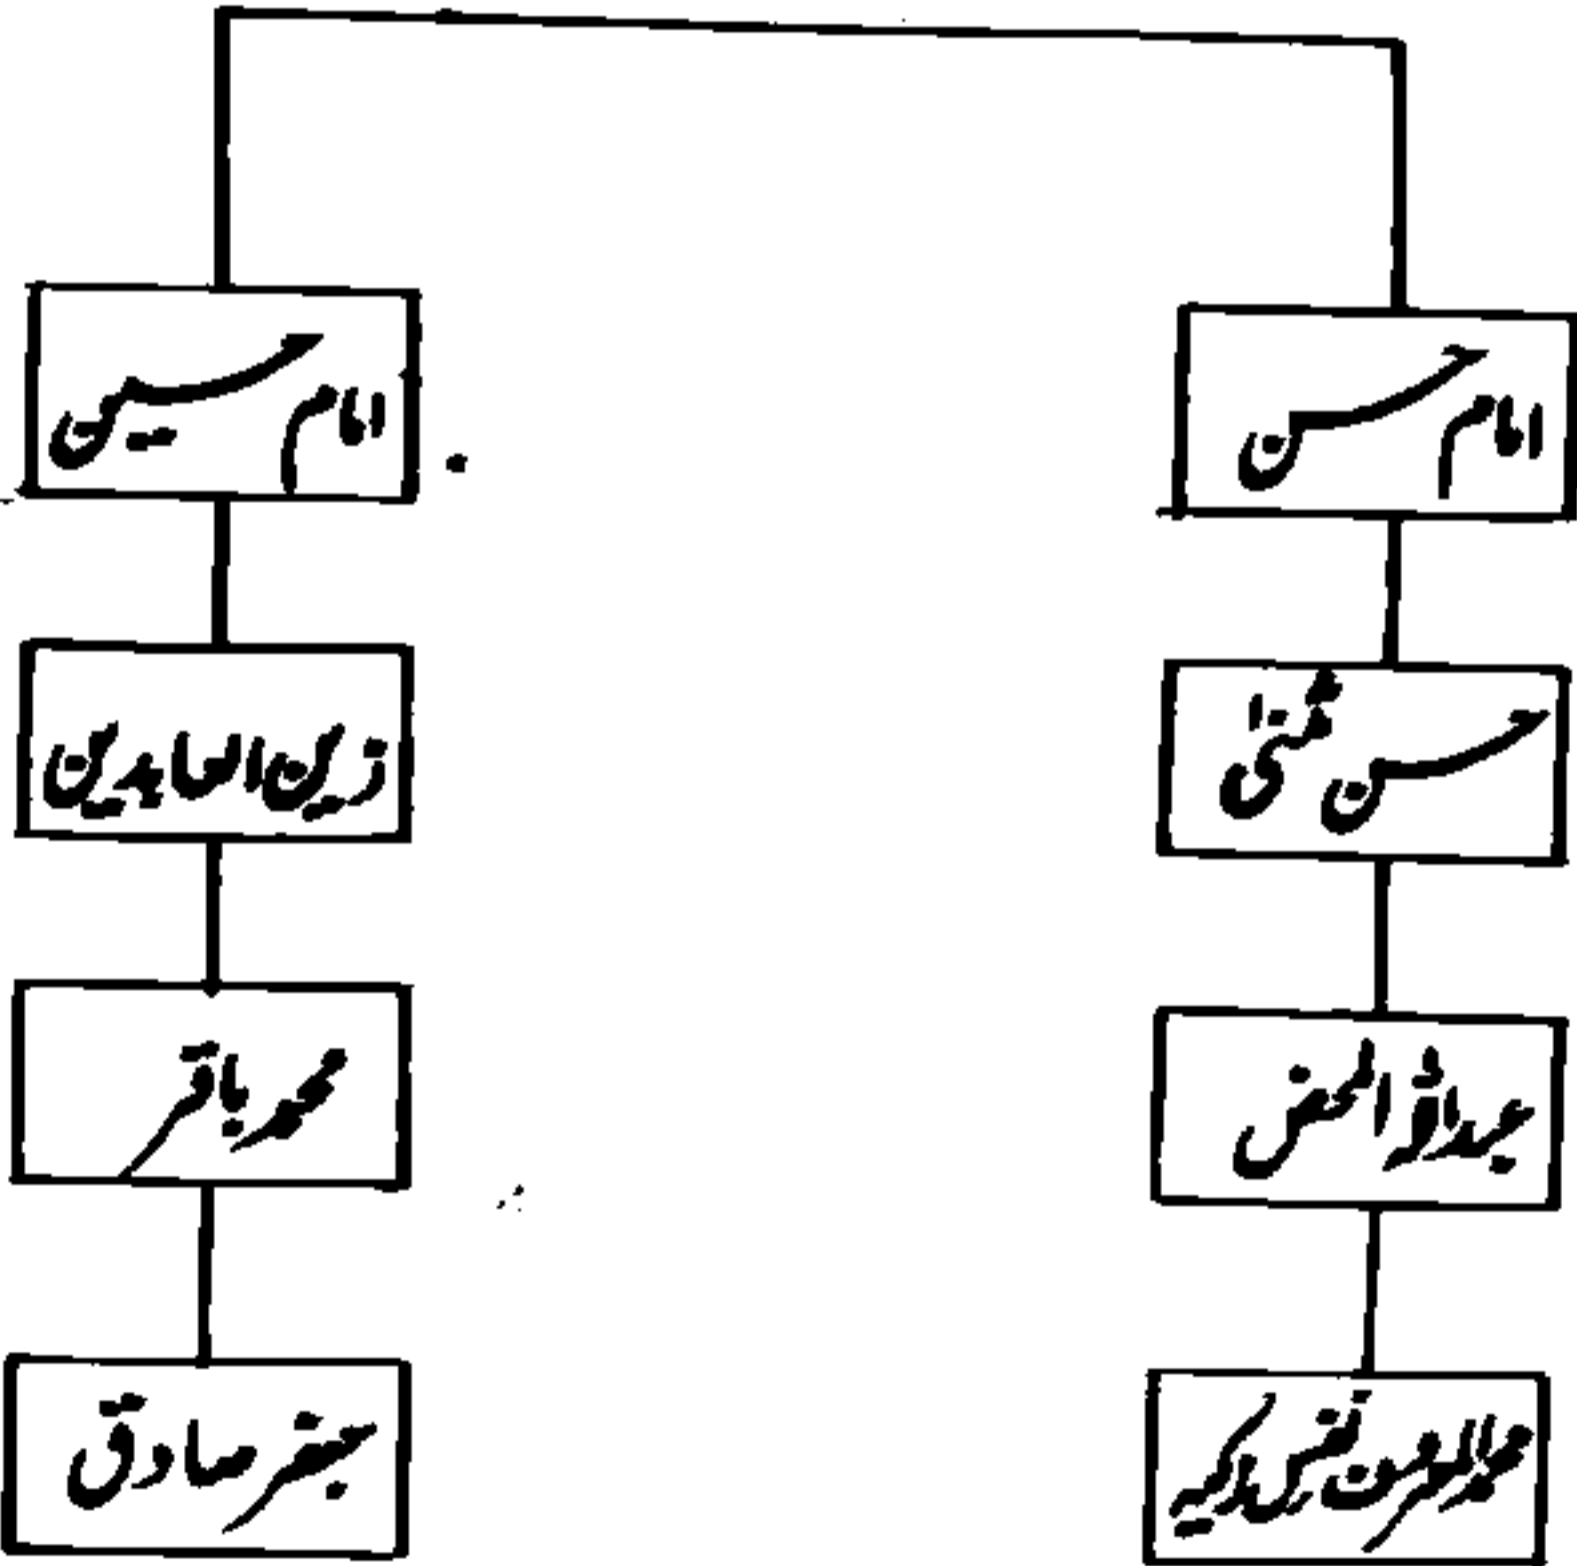 امام حسن
امام حسین
حسن مثنیٰ
زین العابدین
عبداللہ المحض
محمد باقر
محمد المعروف نفس زکیہ
جعفر صادق